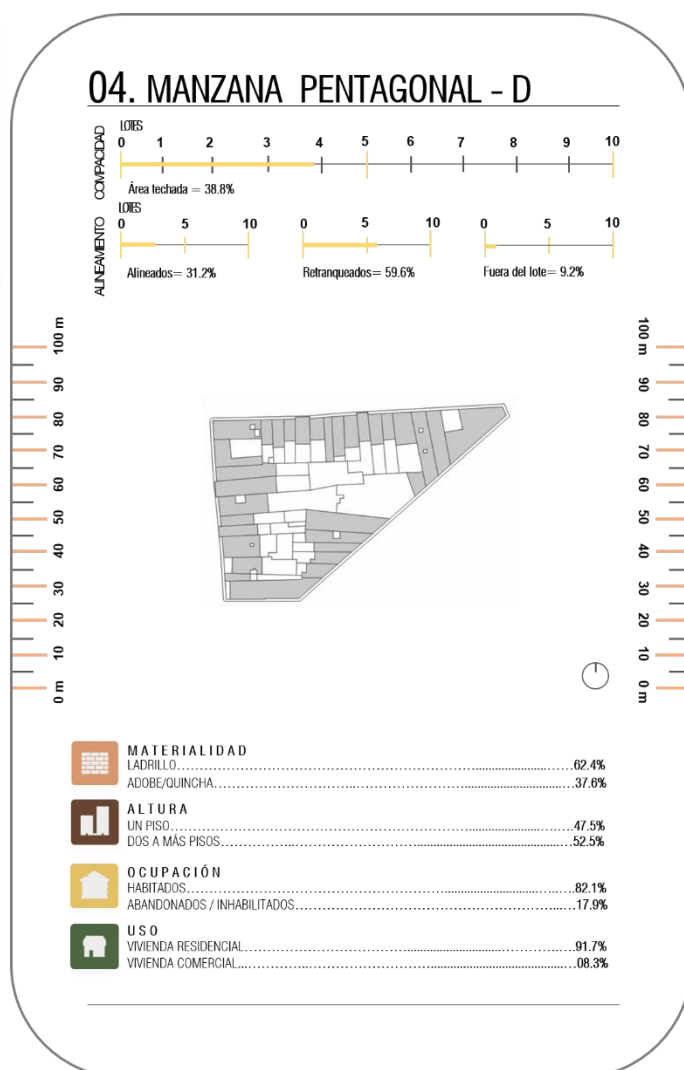 04. MANZANA PENTAGONAL - D
COMPACIDAD
LOTES
0 1 2 3 4 5 6 7 8 9 10
Área techada = 38.8%
ALINEAMIENTO
LOTES
0 5 10
0 5 10
0 5 10
Alineados= 31.2%
Retranqueados= 59.6%
Fuera del lote= 9.2%
100 m
90
80
70
60
50
40
30
20
10
0 m
100 m
90
80
70
60
50
40
30
20
10
0 m
MATERIALIDAD
LADRILLO 62.4%
ADOBE/QUINCHA 37.6%
ALTURA
UN PISO 47.5%
DOS A MÁS PISOS 52.5%
OCUPACIÓN
HABITADOS 82.1%
ABANDONADOS / INHABILITADOS 17.9%
USO
VIVIENDA RESIDENCIAL 91.7%
VIVIENDA COMERCIAL 08.3%